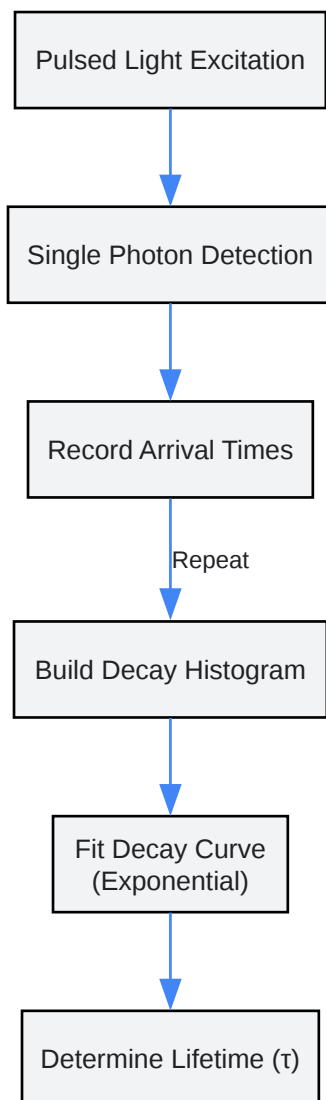 Pulsed Light Excitation
Single Photon Detection
Record Arrival Times
Repeat
Build Decay Histogram
Fit Decay Curve
(Exponential)
Determine Lifetime (τ)